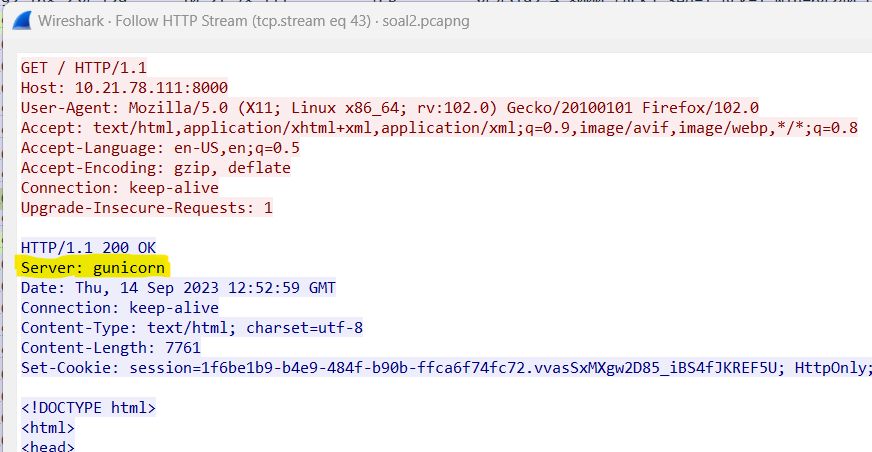 Wireshark · Follow HTTP Stream (tcp.stream eq 43) · soal2.pcapng
GET / HTTP/1.1
Host: 10.21.78.111:8000
User-Agent: Mozilla/5.0 (X11; Linux x86_64; rv:102.0) Gecko/20100101 Firefox/102.0
Accept: text/html,application/xhtml+xml,application/xml;q=0.9,image/avif,image/webp,*/*;q=0.8
Accept-Language: en-US,en;q=0.5
Accept-Encoding: gzip, deflate
Connection: keep-alive
Upgrade-Insecure-Requests: 1
HTTP/1.1 200 OK
Server: gunicorn
Date: Thu, 14 Sep 2023 12:52:59 GMT
Connection: keep-alive
Content-Type: text/html; charset=utf-8
Content-Length: 7761
Set-Cookie: session=1f6be1b9-b4e9-484f-b90b-ffca6f74fc72.vvasSxMXgw2D85_iBS4fJKREF5U; HttpOnly;
<!DOCTYPE html>
<html>
<head>